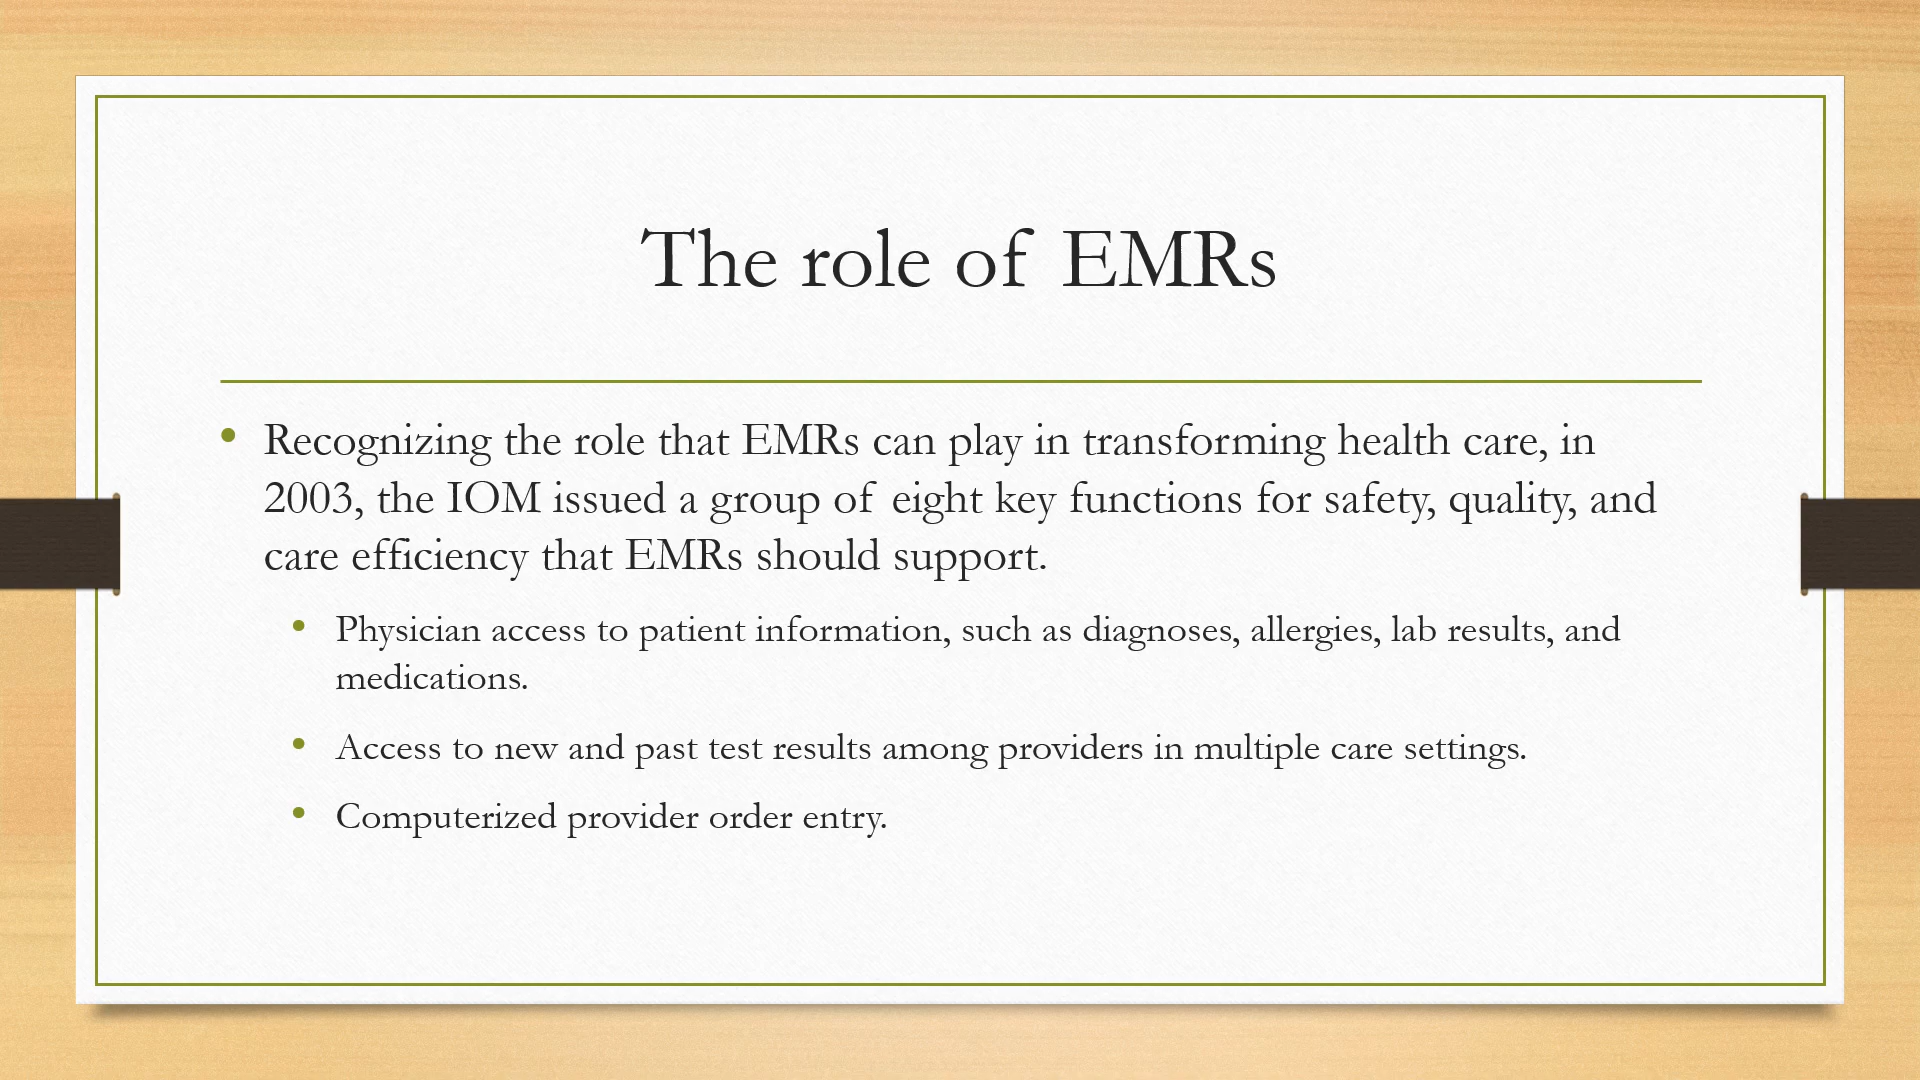 The role of EMRs
• Recognizing the role that EMRs can play in transforming health care, in
2003, the IOM issued a group of eight key functions for safety, quality, and
care efficiency that EMRs should support.
• Physician access to patient information, such as diagnoses, allergies, lab results, and
medications.
• Access to new and past test results among providers in multiple care settings.
• Computerized provider order entry.